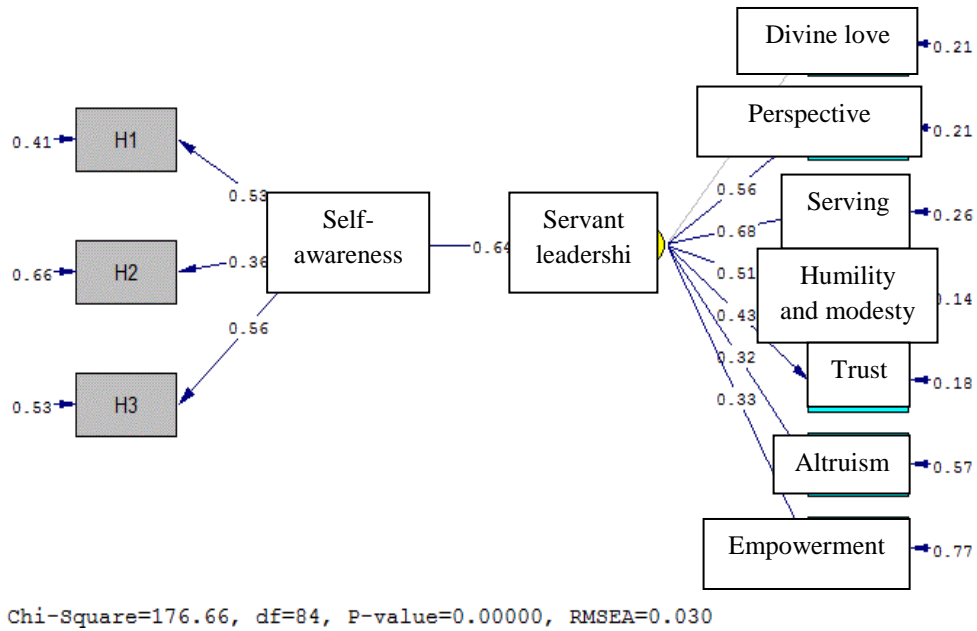 Divine love
0.21
Perspective
0.21
0.41
H1
0.53
0.56
Self-
awareness
0.64
Servant
leadershi
0.68
Serving
0.26
0.66
H2
0.36
0.51
Humility
and modesty
0.14
0.43
0.56
0.32
Trust
0.18
0.53
H3
0.33
Altruism
0.57
Empowerment
0.77
Chi-Square=176.66, df=84, P-value=0.00000, RMSEA=0.030